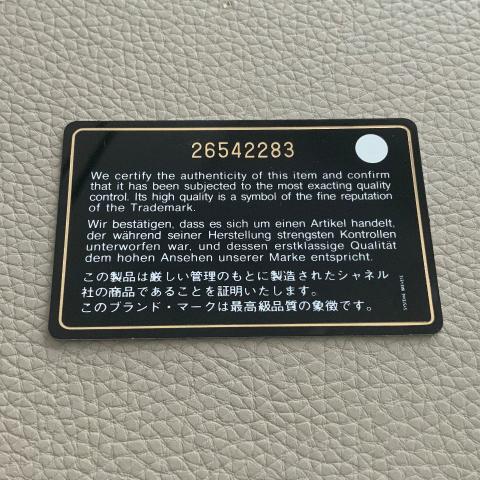 26542283
We certify the authenticity of this item and confirm
that it has been subjected to the most exacting quality
control. Its high quality is a symbol of the fine reputation
of the Trademark.
Wir bestätigen, dass es sich um einen Artikel handelt,
der während seiner Herstellung strengsten Kontrollen
unterworfen war, und dessen erstklassige Qualität
dem hohen Ansehen unserer Marke entspricht.
この製品は厳しい管理のもとに製造されたシャネル
社の商品であることを証明いたします。
このブランド・マークは最高級品質の象徴です。